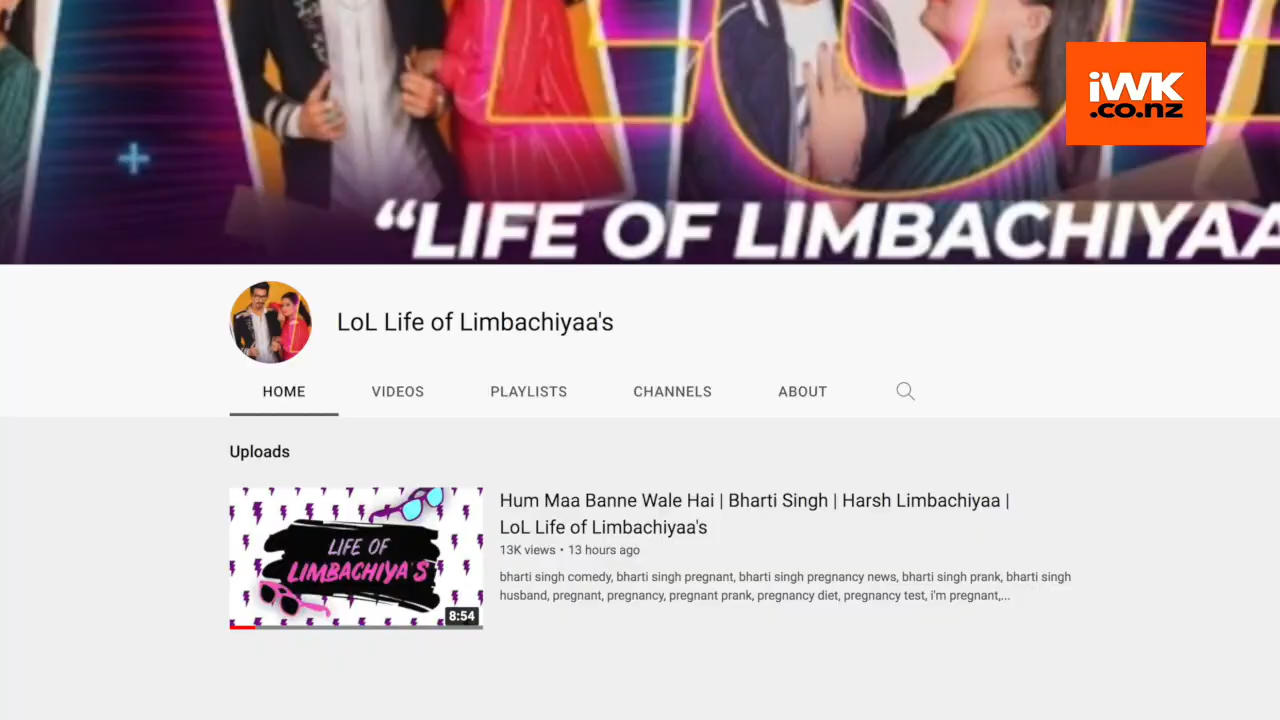 iWK
.co.nz
“LIFE OF LIMBACHIYAA
LoL Life of Limbachiyaa's
HOME VIDEOS PLAYLISTS CHANNELS ABOUT
Uploads
LIFE OF
LIMBACHIYA'S
8:54
Hum Maa Banne Wale Hai | Bharti Singh | Harsh Limbachiyaa |
LoL Life of Limbachiyaa's
13K views • 13 hours ago
bharti singh comedy, bharti singh pregnant, bharti singh pregnancy news, bharti singh prank, bharti singh
husband, pregnant, pregnancy, pregnant prank, pregnancy diet, pregnancy test, i'm pregnant,...